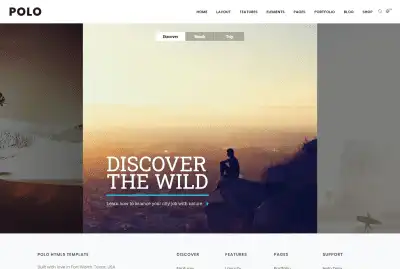 POLO
HOME LAYOUT FEATURES ELEMENTS PAGES PORTFOLIO BLOG SHOP
Discover Travel Trip
DISCOVER
THE WILD
Learn how to balance your city job with nature
POLO HTML5 TEMPLATE DISCOVER FEATURES PAGES SUPPORT
Built with love in Fort Worth, Texas, USA